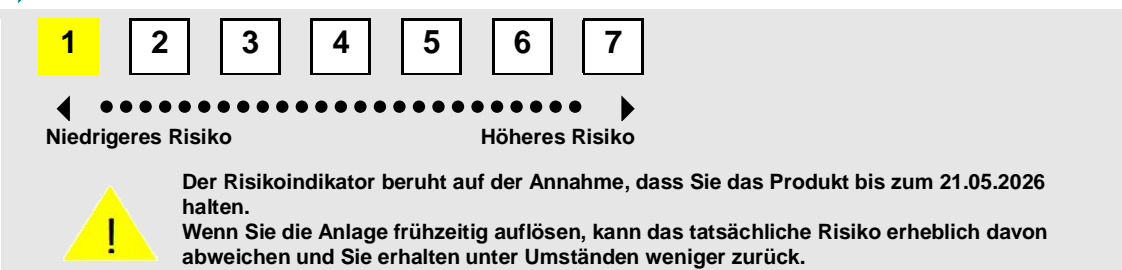 1 2 3 4 5 6 7
Niedrigeres Risiko Höheres Risiko
Der Risikoindikator beruht auf der Annahme, dass Sie das Produkt bis zum 21.05.2026
halten.
! Wenn Sie die Anlage frühzeitig auflösen, kann das tatsächliche Risiko erheblich davon
abweichen und Sie erhalten unter Umständen weniger zurück.